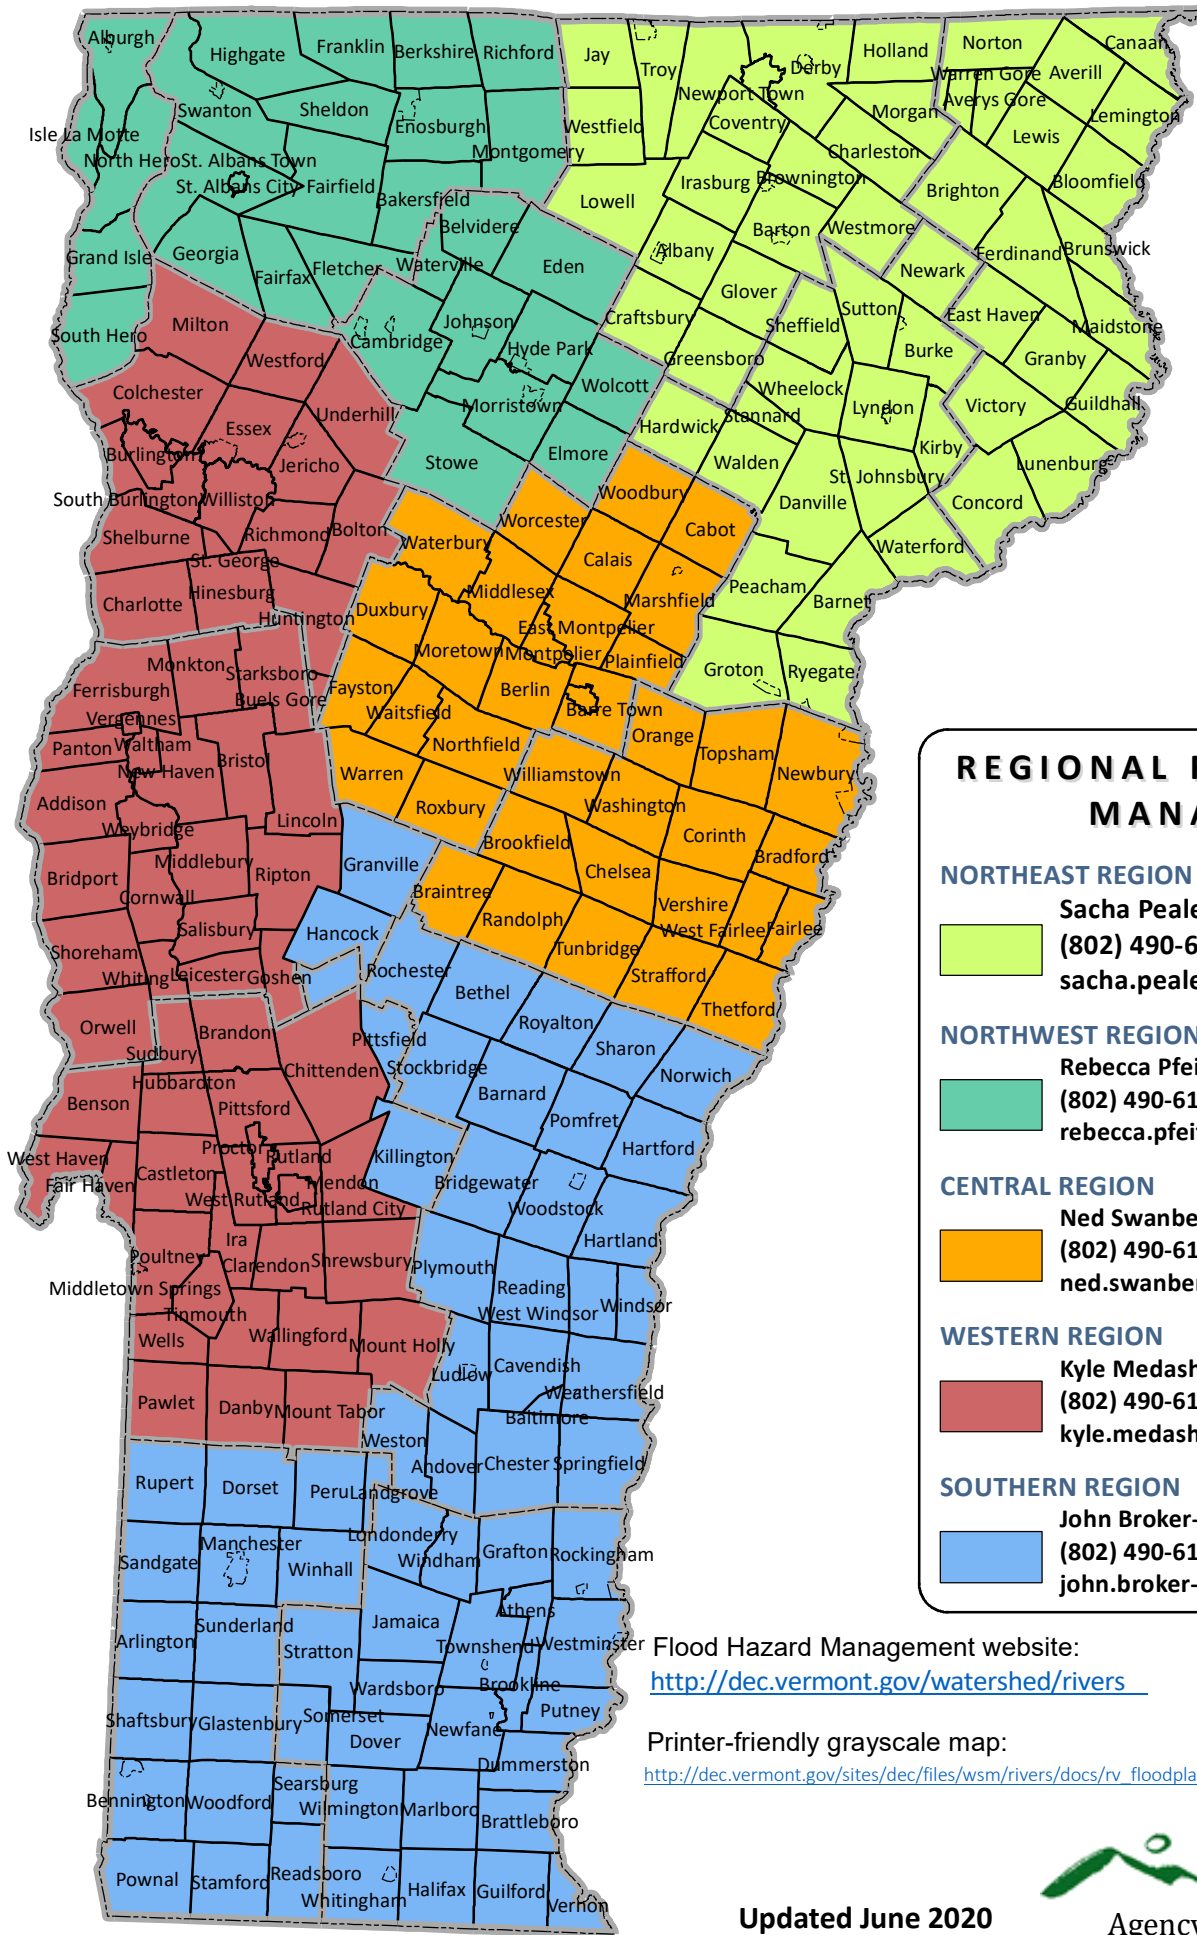 Alburgh
Highgate
Franklin
Berkshire
Richford
Jay
Troy
Derby
Holland
Norton
Canaan
Swanton
Sheldon
Enosburgh
Montgomery
Westfield
Newport Town
Coventry
Morgan
Warren Gore
Averys Gore
Averill
Lewis
Lemington
Isle La Motte
North Hero
St. Albans Town
St. Albans City
Fairfield
Bakersfield
Belvidere
Lowell
Irasburg
Brownington
Charleston
Brighton
Bloomfield
Grand Isle
Georgia
Fairfax
Fletcher
Waterville
Eden
Albany
Barton
Westmore
Newark
Ferdinand
Brunswick
South Hero
Milton
Westford
Cambridge
Johnson
Hyde Park
Craftsbury
Glover
Greensboro
Sheffield
Sutton
Burke
East Haven
Granby
Maidstone
Colchester
Essex
Underhill
Morristown
Wolcott
Hardwick
Stannard
Wheelock
Lyndon
Kirby
Victory
Guildhall
Burlington
Jericho
Stowe
Elmore
Walden
Danville
St. Johnsbury
Concord
Lunenburg
South Burlington
Williston
Shelburne
Richmond
Bolton
St. George
Waterbury
Worcester
Woodbury
Cabot
Calais
Waterford
Charlotte
Hinesburg
Huntington
Duxbury
Middlesex
East Montpelier
Marshfield
Peacham
Barnet
Monkton
Starksboro
Buels Gore
Ferrisburgh
Vergennes
Moretown
Montpelier
Plainfield
Groton
Ryegate
Fayston
Waitsfield
Berlin
Barre Town
Orange
Topsham
Newbury
Panton
Waltham
New Haven
Bristol
Warren
Northfield
Williamstown
Washington
Addison
Weybridge
Lincoln
Roxbury
Brookfield
Corinth
Bradford
Bridport
Middlebury
Cornwall
Ripton
Granville
Braintree
Chelsea
Vershire
West Fairlee
Fairlee
Shoreham
Salisbury
Whiting
Leicester
Goshen
Hancock
Rochester
Randolph
Tunbridge
Strafford
Thetford
Orwell
Sudbury
Brandon
Chittenden
Pittsfield
Stockbridge
Bethel
Royalton
Sharon
Norwich
Benson
Hubbardton
Pittsford
Barnard
Pomfret
Hartford
West Haven
Fair Haven
Castleton
Proctor
Rutland
West Rutland
Mendon
Rutland City
Killington
Bridgewater
Woodstock
Hartland
Poultney
Ira
Clarendon
Shrewsbury
Plymouth
Reading
West Windsor
Windsor
Middletown Springs
Tinmouth
Wells
Wallingford
Mount Holly
Ludlow
Cavendish
Weathersfield
Baltimore
Pawlet
Danby
Mount Tabor
Weston
Andover
Chester
Springfield
Rupert
Dorset
Peru
Landgrove
Londonderry
Windham
Grafton
Rockingham
Sandgate
Manchester
Winhall
Jamaica
Athens
Townshend
Westminster
Arlington
Sunderland
Stratton
Wardsboro
Brookline
Shaftsbury
Glastenbury
Somerset
Dover
Newfane
Putney
Dummerston
Bennington
Woodford
Searsburg
Wilmington
Marlboro
Brattleboro
Pownal
Stamford
Readsboro
Whitingham
Halifax
Guilford
Vernon
REGIONAL
MANA
NORTHEAST REGION
Sacha Peale
(802) 490-6
sacha.peale
NORTHWEST REGION
Rebecca Pfei
(802) 490-61
rebecca.pfei
CENTRAL REGION
Ned Swanbe
(802) 490-61
ned.swanber
WESTERN REGION
Kyle Medash
(802) 490-61
kyle.medash
SOUTHERN REGION
John Broker-
(802) 490-61
john.broker-
Flood Hazard Management website:
http://dec.vermont.gov/watershed/rivers
Printer-friendly grayscale map:
http://dec.vermont.gov/sites/dec/files/wsm/rivers/docs/rv_floodpla
Updated June 2020
Agency